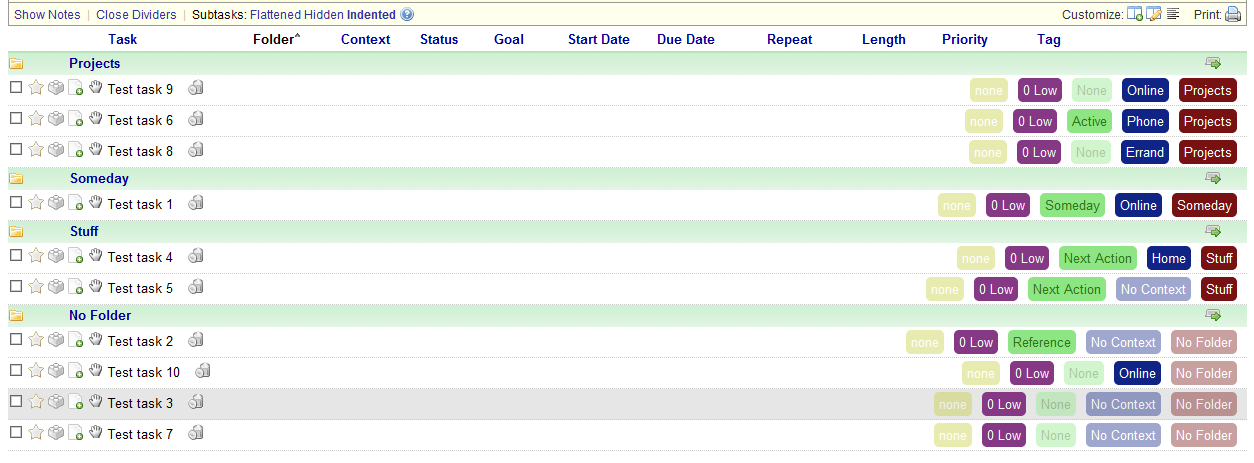 Show Notes | Close Dividers | Subtasks: Flattened Hidden Indented ? Customize: Print:
Task Folder^ Context Status Goal Start Date Due Date Repeat Length Priority Tag
Projects
Test task 9 none 0 Low None Online Projects
Test task 6 none 0 Low Active Phone Projects
Test task 8 none 0 Low None Errand Projects
Someday
Test task 1 none 0 Low Someday Online Someday
Stuff
Test task 4 none 0 Low Next Action Home Stuff
Test task 5 none 0 Low Next Action No Context Stuff
No Folder
Test task 2 none 0 Low Reference No Context No Folder
Test task 10 none 0 Low None Online No Folder
Test task 3 none 0 Low None No Context No Folder
Test task 7 none 0 Low None No Context No Folder